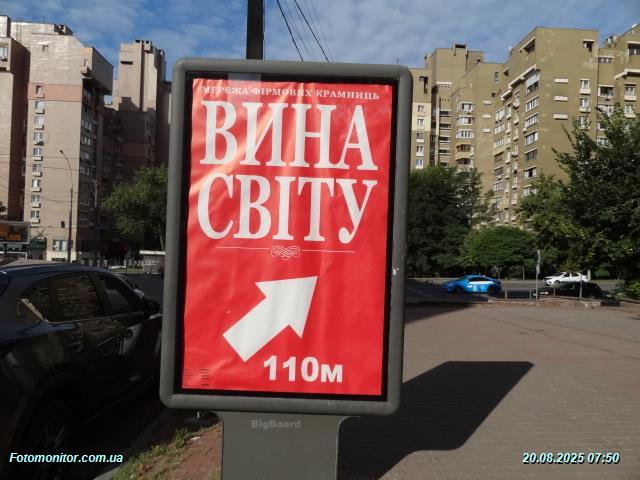 МЕРЕЖА ФІРМОВИХ КРАМНИЦЬ
ВИНА
СВІТУ
110м
BigBoard
Fotomonitor.com.ua
20.08.2025 07:50